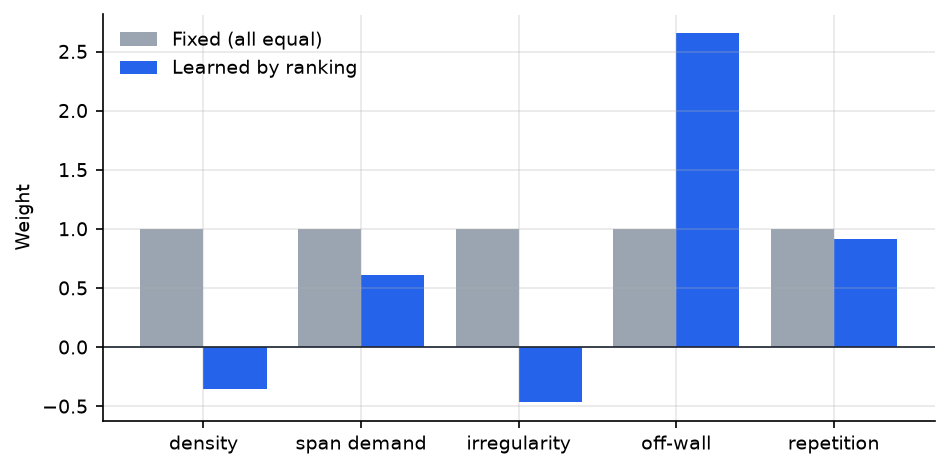 Fixed (all equal)
Learned by ranking
Weight
2.5
2.0
1.5
1.0
0.5
0.0
−0.5
density
span demand
irregularity
off-wall
repetition